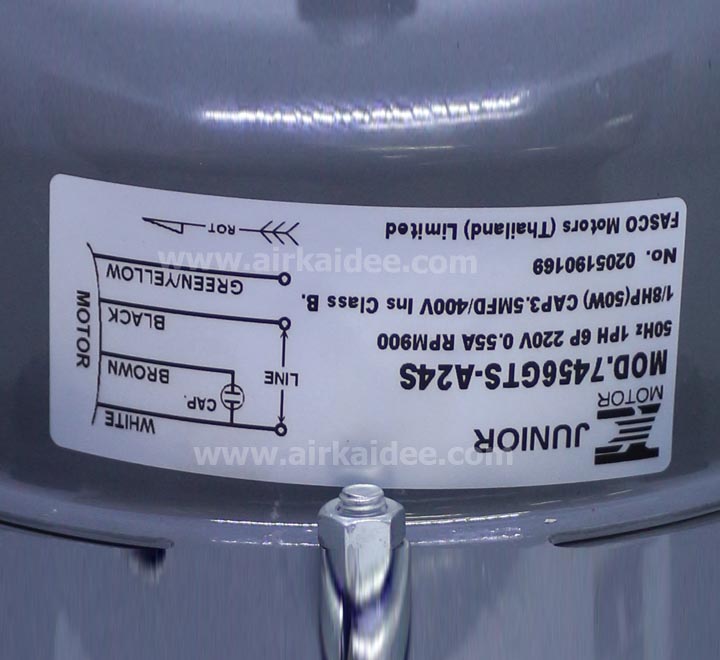 JUNIOR
MOTOR
MOD.7456GTS-A24S
50Hz 1PH 6P 220V 0.55A RPM900
1/8HP(50W) CAP3.5MFD/400V Ins Class B.
No. 0205190169
FASCO Motors (Thailand) Limited
WHITE
CAP.
BROWN
LINE
MOTOR
BLACK
GREEN/YELLOW
ROT
www.airkaidee.com
www.airkaidee.com